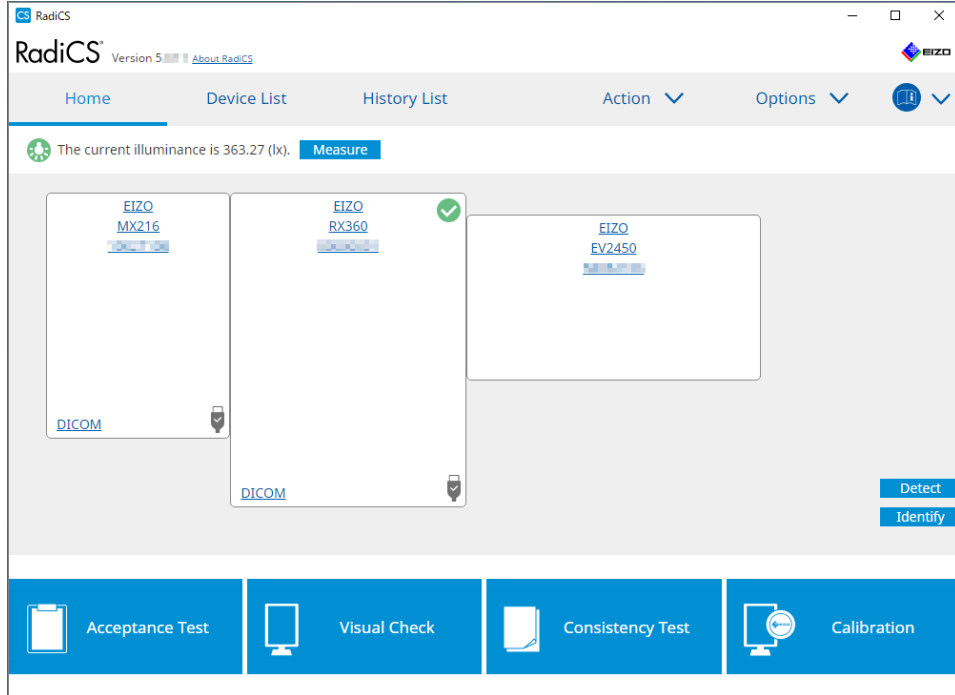 CS RadiCS
RadiCS® Version 5. About RadiCS
EIZO
Home Device List History List Action Options
The current illuminance is 363.27 (lx). Measure
EIZO
MX216
DICOM
EIZO
RX360
DICOM
EIZO
EV2450
Detect
Identify
Acceptance Test Visual Check Consistency Test Calibration